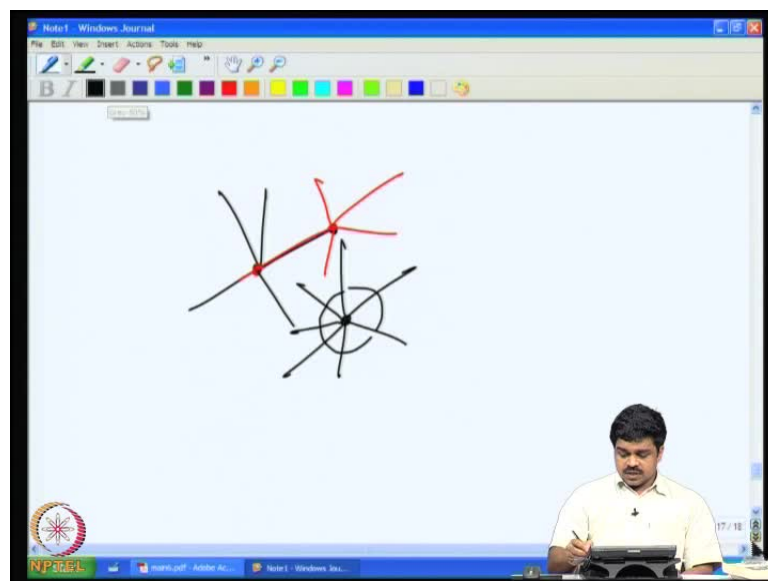 Note1 - Windows Journal
File Edit View Insert Actions Tools Help
B I
17 / 18
NPTEL
Note1 - Windows Jou...